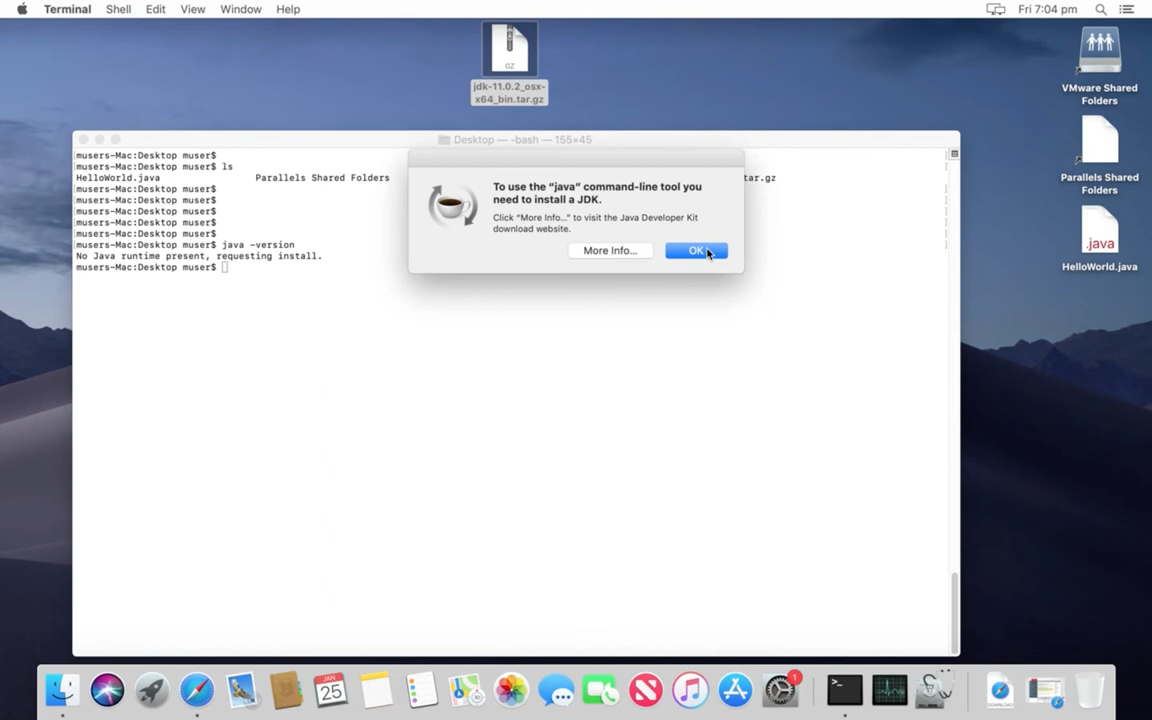 Terminal Shell Edit View Window Help Fri 7:04 pm
GZ
jdk-11.0.2_osx-
x64_bin.tar.gz
VMware Shared
Folders
Parallels Shared
Folders
.java
HelloWorld.java
Desktop — -bash — 155×45
musers-Mac:Desktop muser$
musers-Mac:Desktop muser$ ls
HelloWorld.java Parallels Shared Folders tar.gz
musers-Mac:Desktop muser$
musers-Mac:Desktop muser$
musers-Mac:Desktop muser$
musers-Mac:Desktop muser$
musers-Mac:Desktop muser$
musers-Mac:Desktop muser$ java -version
No Java runtime present, requesting install.
musers-Mac:Desktop muser$
To use the “java” command-line tool you
need to install a JDK.
Click “More Info...” to visit the Java Developer Kit
download website.
More Info... OK
JAN
25
1
>_